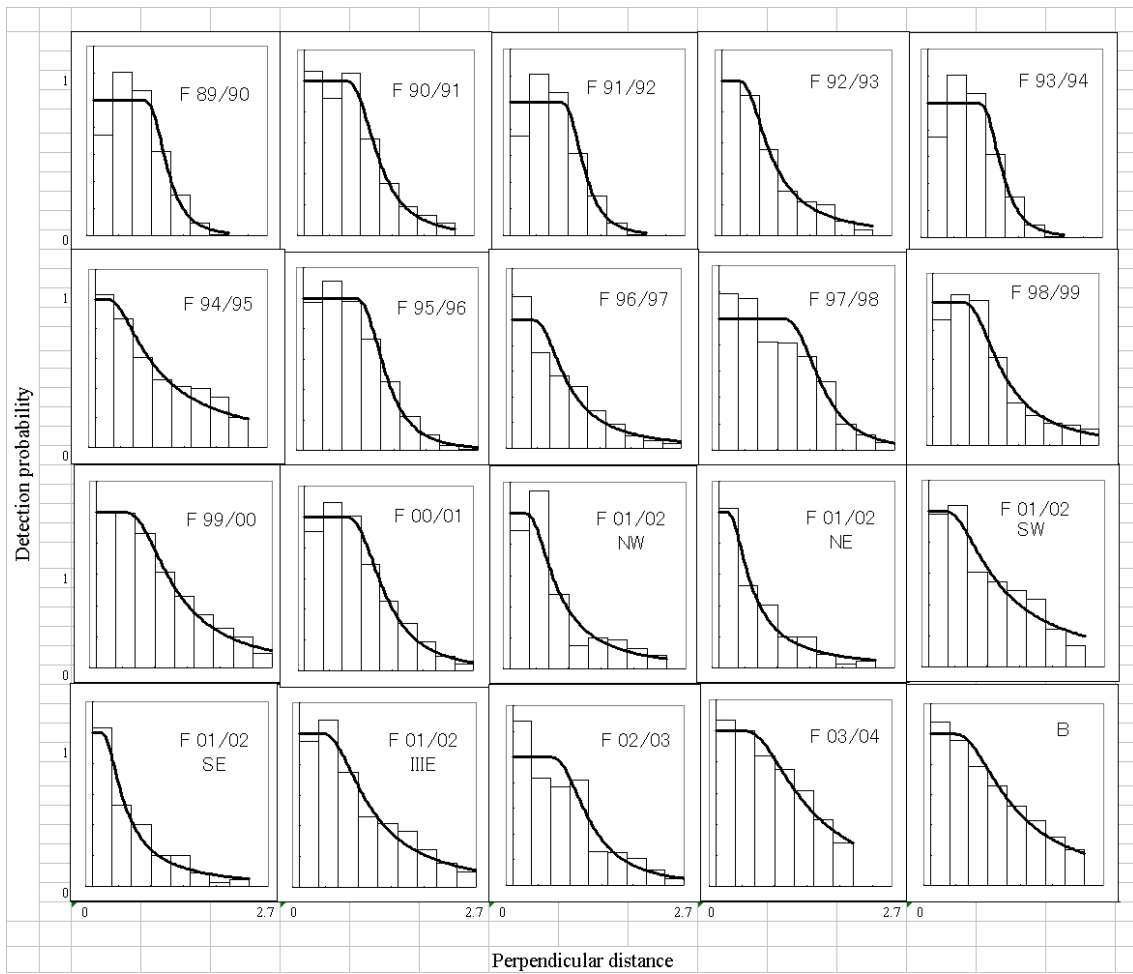 1
F 89/90
F 90/91
F 91/92
F 92/93
F 93/94
0
1
F 94/95
F 95/96
F 96/97
F 97/98
F 98/99
0
Detection probability
F 99/00
F 00/01
F 01/02
NW
F 01/02
NE
F 01/02
SW
1
0
F 01/02
SE
F 01/02
IIIE
F 02/03
F 03/04
B
1
0
0 2.7 0 2.7 0 2.7 0 2.7 0 2.7
Perpendicular distance